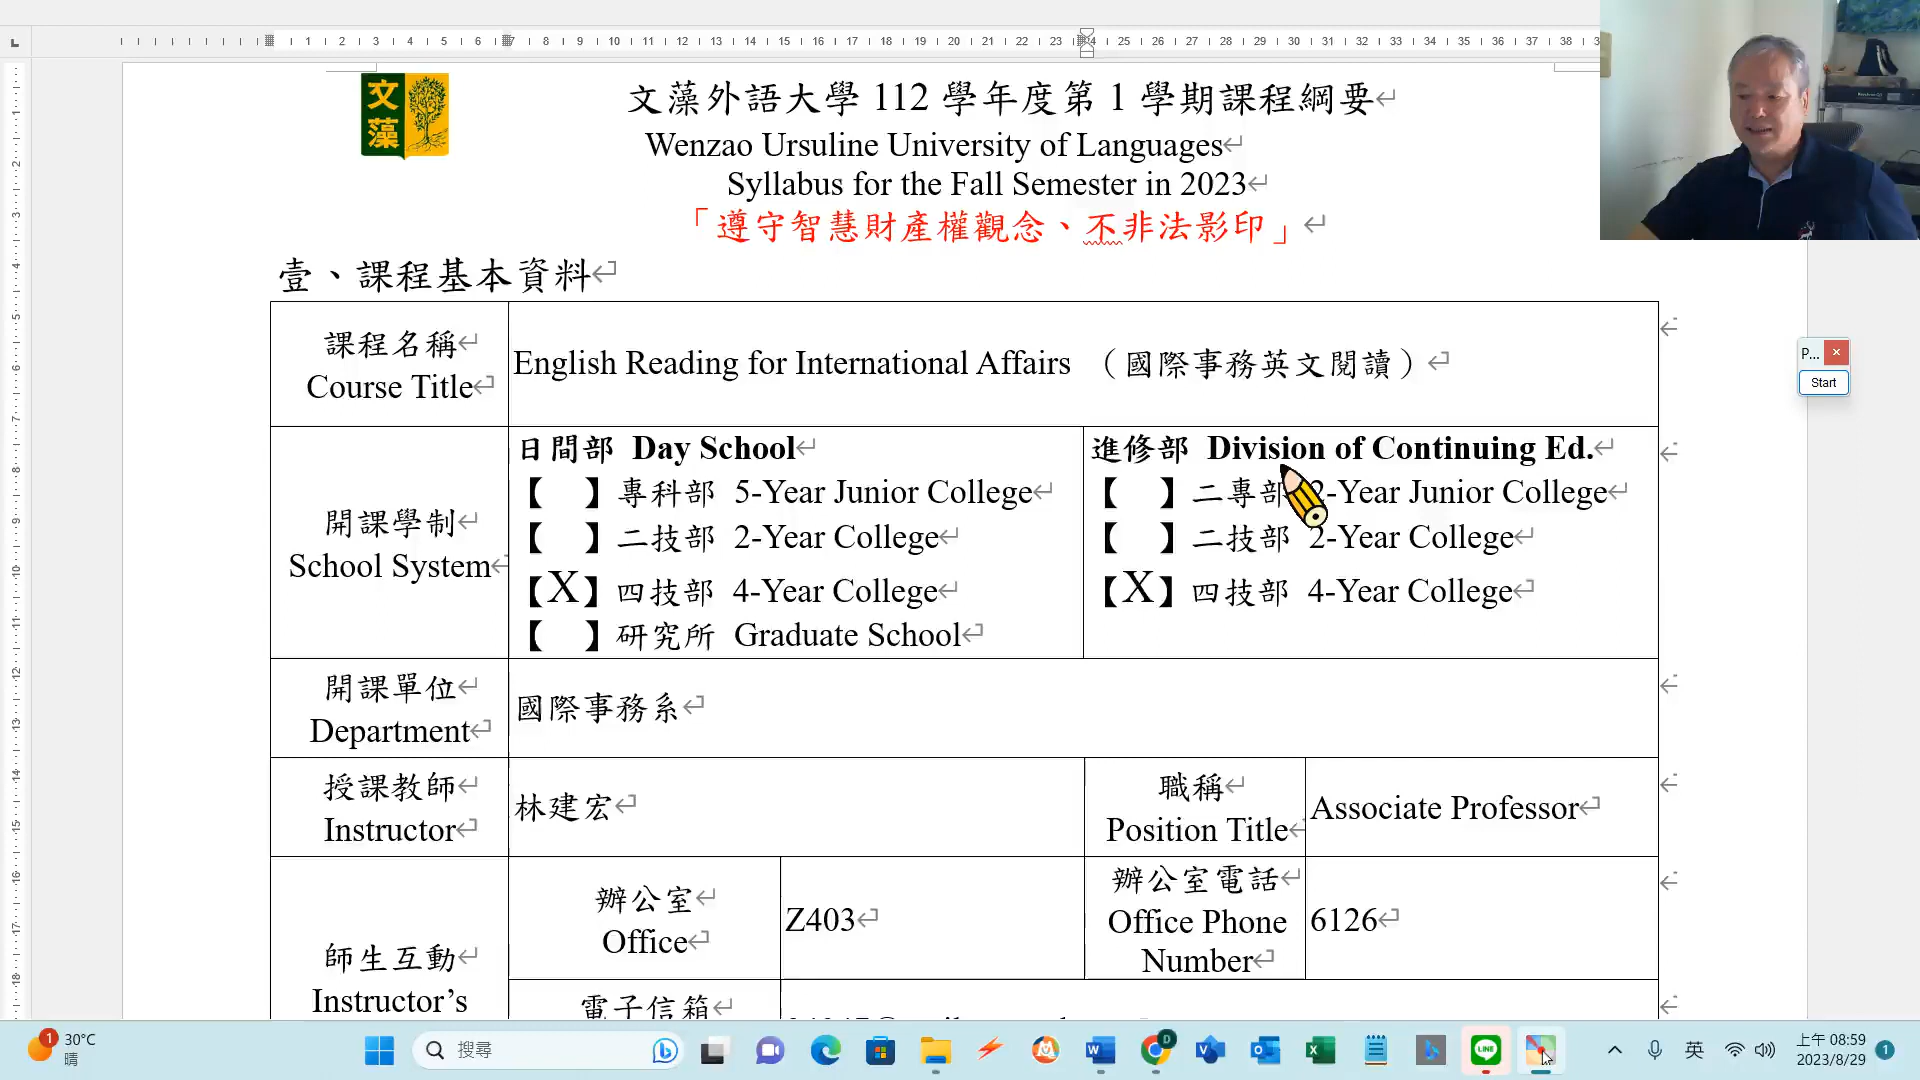 文藻
文藻外語大學 112 學年度第 1 學期課程綱要
Wenzao Ursuline University of Languages
Syllabus for the Fall Semester in 2023
「遵守智慧財產權觀念、不非法影印」
壹、課程基本資料
課程名稱
Course Title
English Reading for International Affairs （國際事務英文閱讀）
開課學制
School System
日間部 Day School
【 】專科部 5-Year Junior College
【 】二技部 2-Year College
【X】四技部 4-Year College
【 】研究所 Graduate School
進修部 Division of Continuing Ed.
【 】二專部 2-Year Junior College
【 】二技部 2-Year College
【X】四技部 4-Year College
開課單位
Department
國際事務系
授課教師
Instructor
林建宏
職稱
Position Title
Associate Professor
師生互動
Instructor's
辦公室
Office
Z403
辦公室電話
Office Phone
Number
6126
電子信箱
P...
Start
30°C
晴
搜尋
英
上午 08:59
2023/8/29